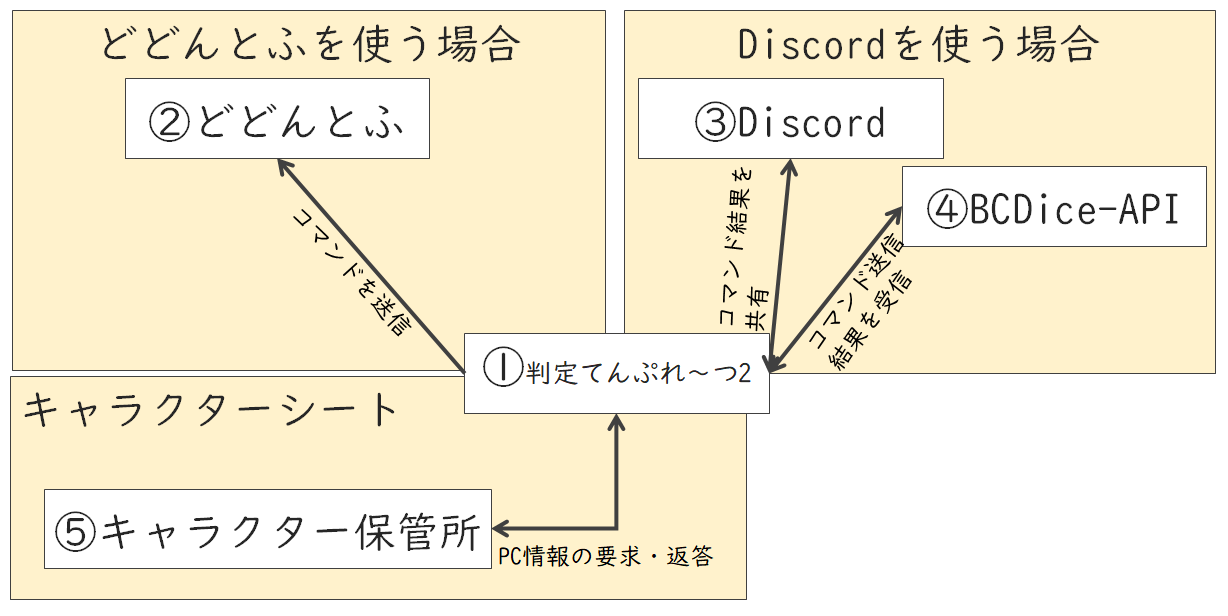 どどんとふを使う場合
②どどんとふ
コマンドを送信
Discordを使う場合
③Discord
④BCDice-API
コマンド結果を
共有
コマンド送信
結果を受信
①判定てんぷれ～つ2
キャラクターシート
⑤キャラクター保管所
PC情報の要求・返答